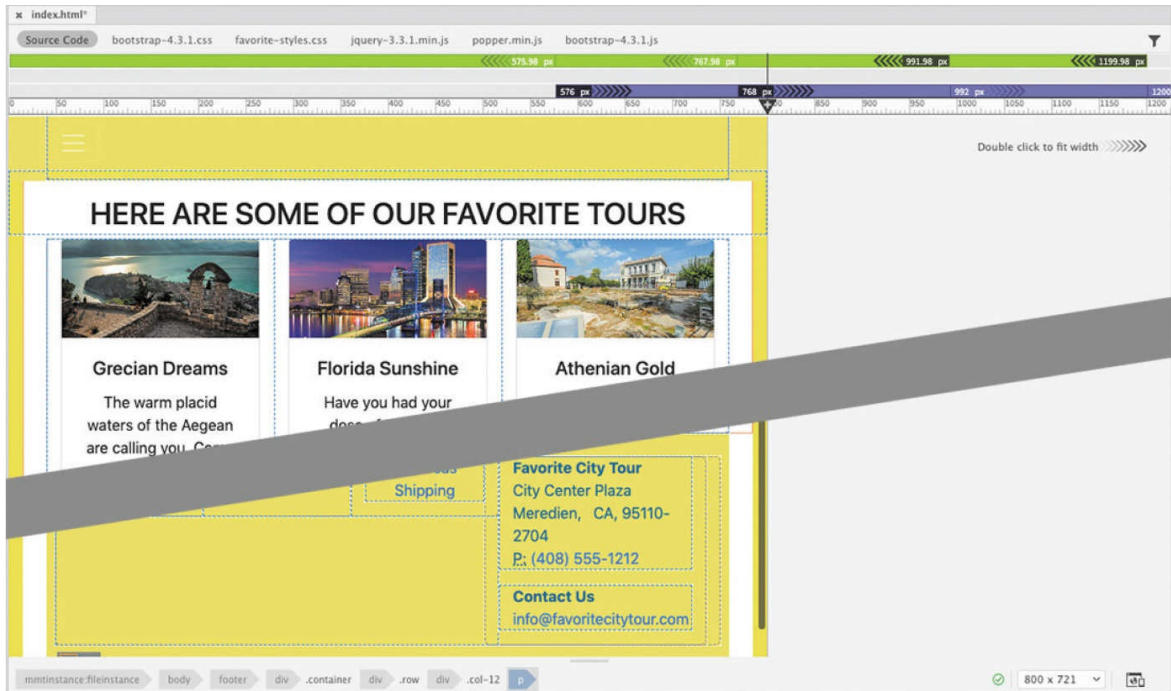 index.html*
Source Code bootstrap-4.3.1.css favorite-styles.css jquery-3.3.1.min.js popper.min.js bootstrap-4.3.1.js
575.98 px 767.98 px 991.98 px 1199.98 px
576 px 768 px 992 px 1200
0 50 100 150 200 250 300 350 400 450 500 550 600 650 700 750 850 900 950 1000 1050 1100 1150 1200
Double click to fit width
HERE ARE SOME OF OUR FAVORITE TOURS
Grecian Dreams Florida Sunshine Athenian Gold
The warm placid Have you had your
waters of the Aegean
are calling you.
Favorite City Tour
Shipping City Center Plaza
Meredien, CA, 95110-
2704
P: (408) 555-1212
Contact Us
info@favoritecitytour.com
mmtinstance:fileinstance body footer div .container div .row div .col-12 p 800 x 721